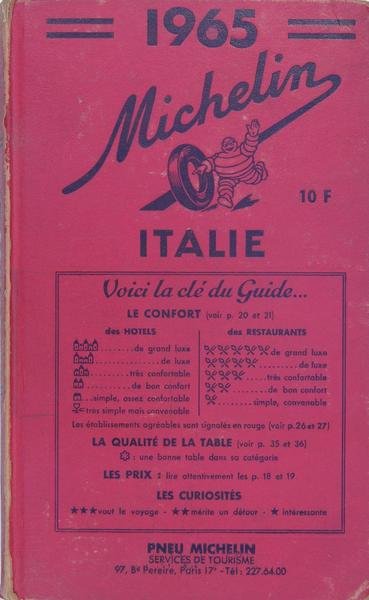 1965
Michelin
10 F
ITALIE
Voici la clé du Guide...
LE CONFORT (voir p. 20 et 21)
des HOTELS
des RESTAURANTS
........de grand luxe
.........de luxe
.....très confortable
........de bon confort
...simple, assez confortable
très simple mais convenable
de grand luxe
....de luxe
....très confortable
.......de bon confort
.....simple, convenable
Les établissements agréables sont signalés en rouge (voir p. 26 et 27)
LA QUALITÉ DE LA TABLE (voir p. 35 et 36)
: une bonne table dans sa catégorie
LES PRIX : lire attentivement les p. 18 et 19
LES CURIOSITÉS
★★★vaut le voyage - ★★mérite un détour - ★ intéressante
PNEU MICHELIN
SERVICES DE TOURISME
97, Bd Pereire, Paris 17e - Tél : 227.64.00